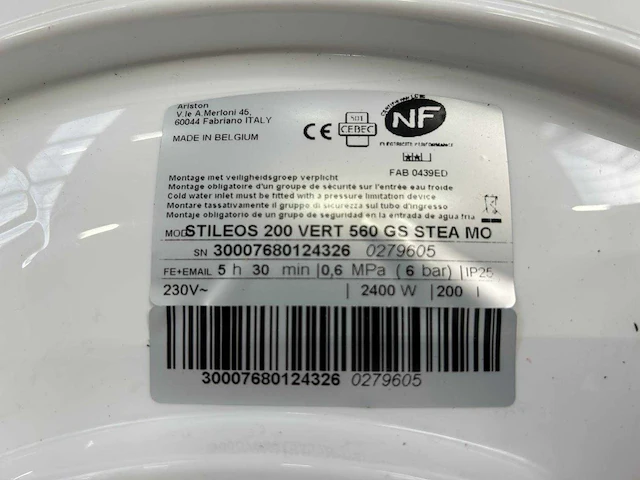 Ariston
V.le A.Merloni 45,
60044 Fabriano ITALY
MADE IN BELGIUM
CE
501
CEBEC
NF
FAB 0439ED
Montage met veiligheidsgroep verplicht
Montage obligatoire d'un groupe de sécurité sur l'entrée eau froide
Cold water inlet must be fitted with a pressure limitation device
Montare tassativamente il gruppo di sicurezza sul tubo d'ingresso
Montaje obligatorio de un grupo de seguridad en la entrada de agua fria
MOD STILEOS 200 VERT 560 GS STEA MO
SN 30007680124326 0279605
FE+EMAIL 5 h 30 min |0,6 MPa ( 6 bar)| IP25
230V~ | 2400 W |200 l
30007680124326 0279605